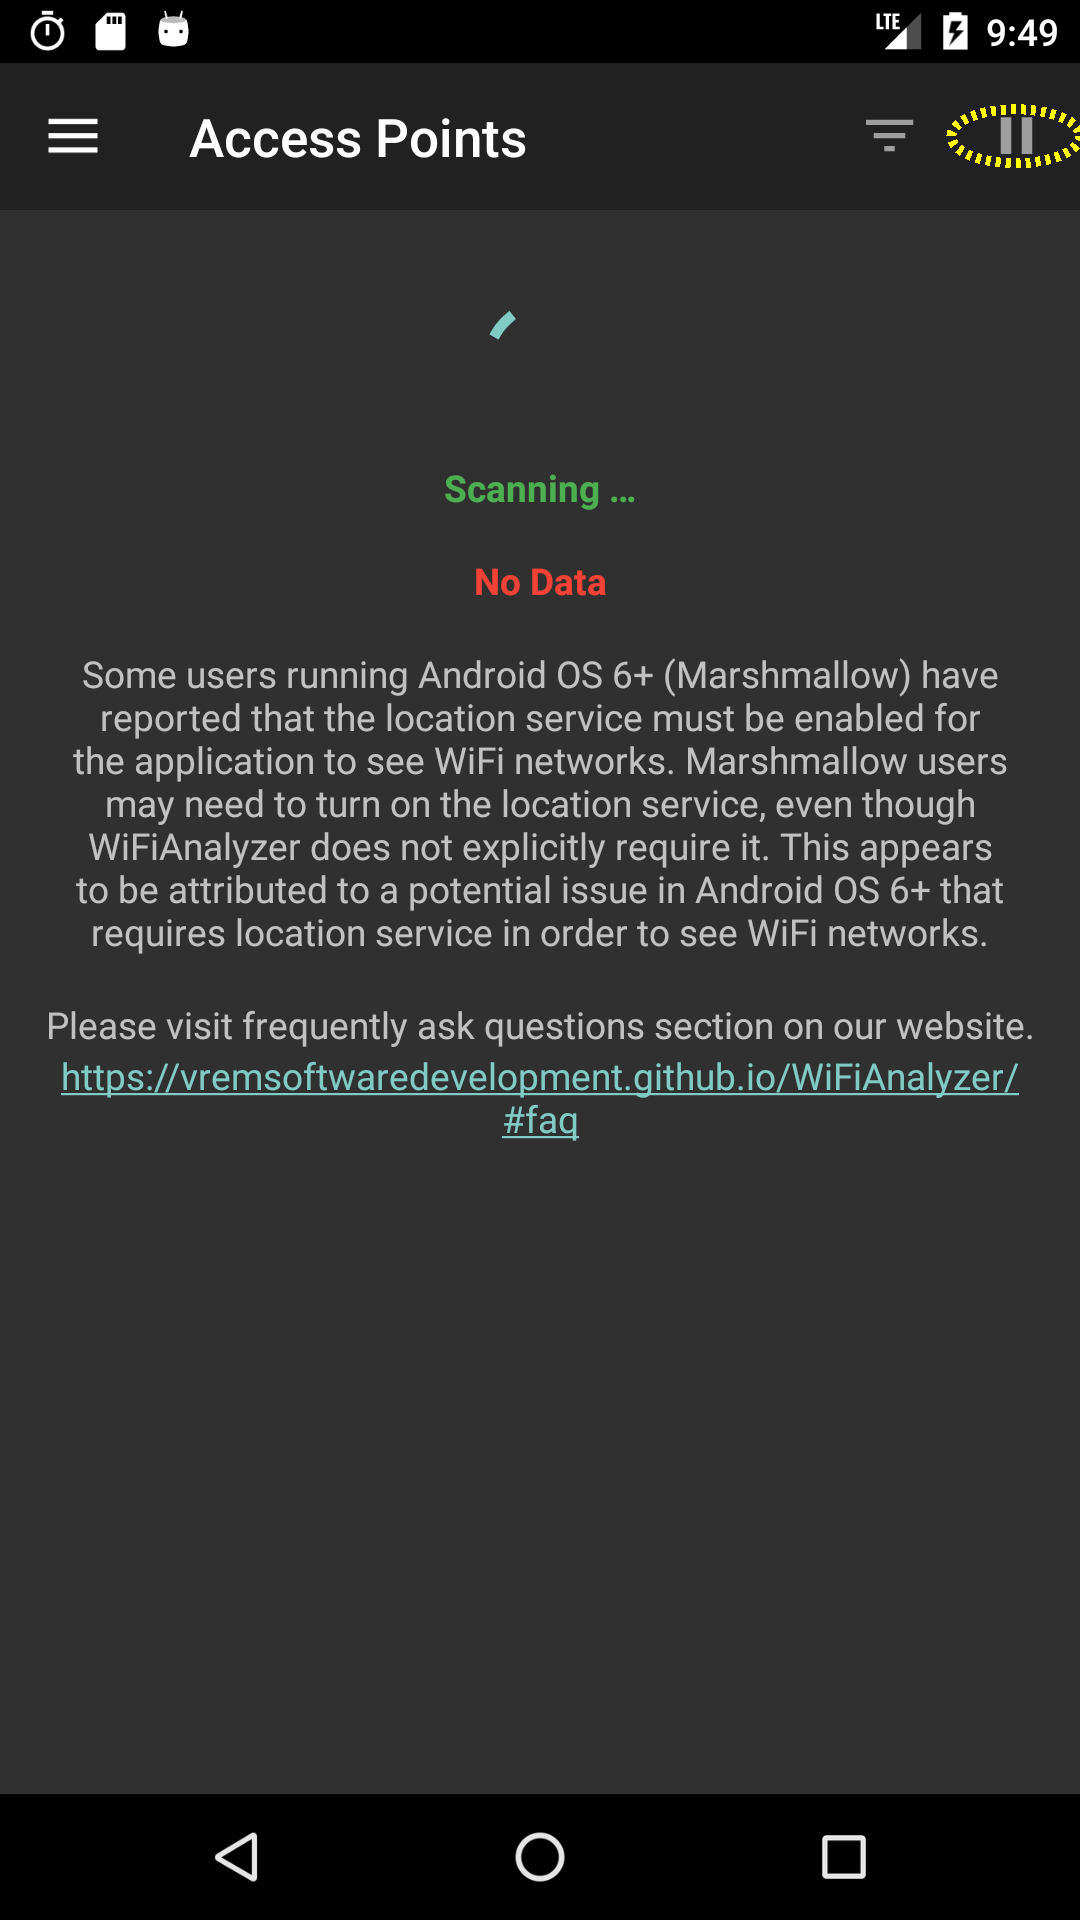 LTE 9:49
Access Points
Scanning ...
No Data
Some users running Android OS 6+ (Marshmallow) have
reported that the location service must be enabled for
the application to see WiFi networks. Marshmallow users
may need to turn on the location service, even though
WiFiAnalyzer does not explicitly require it. This appears
to be attributed to a potential issue in Android OS 6+ that
requires location service in order to see WiFi networks.
Please visit frequently ask questions section on our website.
https://vremsoftwaredevelopment.github.io/WiFiAnalyzer/
#faq